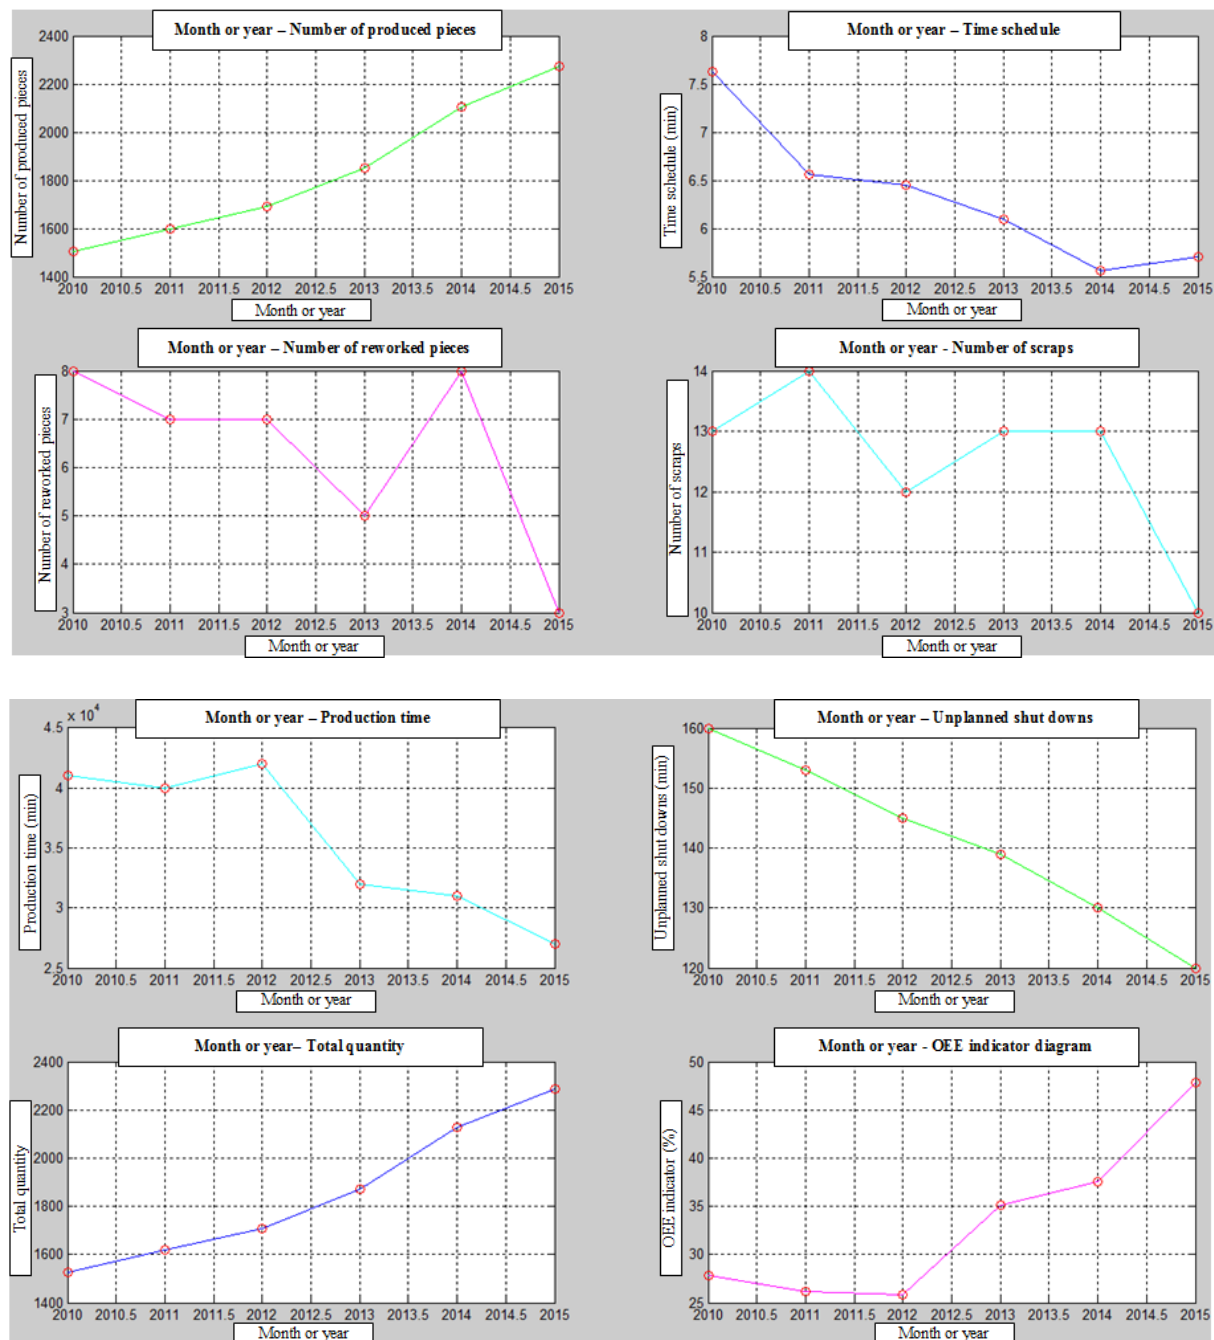 Month or year – Number of produced pieces
Number of produced pieces
2400
2200
2000
1800
1600
1400
2010 2010.5 2011 2011.5 2012 2012.5 2013 2013.5 2014 2014.5 2015
Month or year
Month or year – Time schedule
Time schedule (min)
8
7.5
7
6.5
6
5.5
2010 2010.5 2011 2011.5 2012 2012.5 2013 2013.5 2014 2014.5 2015
Month or year
Month or year – Number of reworked pieces
Number of reworked pieces
8
7
6
5
4
3
2010 2010.5 2011 2011.5 2012 2012.5 2013 2013.5 2014 2014.5 2015
Month or year
Month or year - Number of scraps
Number of scraps
14
13
12
11
10
2010 2010.5 2011 2011.5 2012 2012.5 2013 2013.5 2014 2014.5 2015
Month or year
Month or year – Production time
Production time (min)
x 10^4
4.5
4
3.5
3
2.5
2010 2010.5 2011 2011.5 2012 2012.5 2013 2013.5 2014 2014.5 2015
Month or year
Month or year – Unplanned shut downs
Unplanned shut downs (min)
160
150
140
130
120
2010 2010.5 2011 2011.5 2012 2012.5 2013 2013.5 2014 2014.5 2015
Month or year
Month or year– Total quantity
Total quantity
2400
2200
2000
1800
1600
1400
2010 2010.5 2011 2011.5 2012 2012.5 2013 2013.5 2014 2014.5 2015
Month or year
Month or year - OEE indicator diagram
OEE indicator (%)
50
45
40
35
30
25
2010 2010.5 2011 2011.5 2012 2012.5 2013 2013.5 2014 2014.5 2015
Month or year